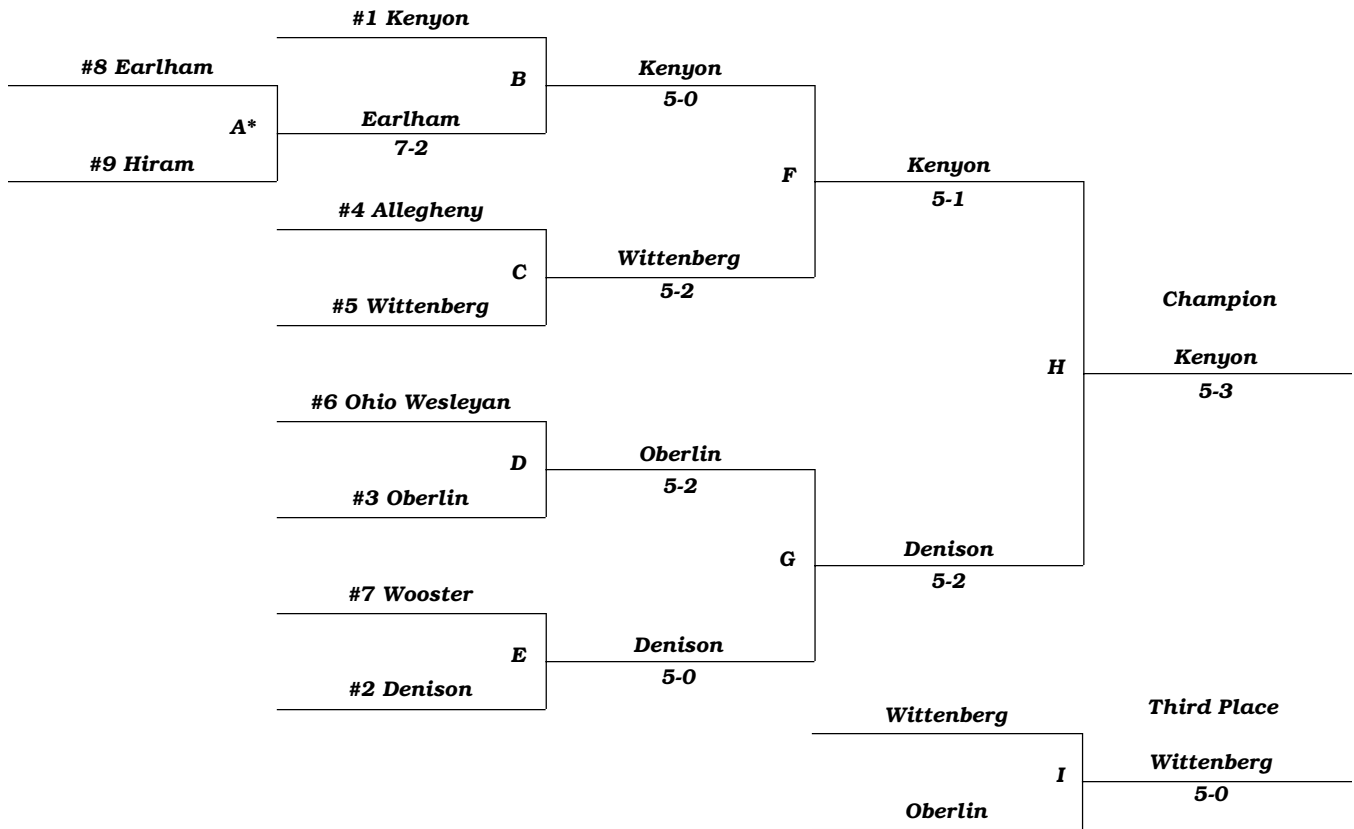 #1 Kenyon
#8 Earlham
B
Kenyon
5-0
A*
Earlham
7-2
#9 Hiram
F
Kenyon
5-1
#4 Allegheny
C
Wittenberg
5-2
#5 Wittenberg
Champion
H
Kenyon
5-3
#6 Ohio Wesleyan
D
Oberlin
5-2
#3 Oberlin
G
Denison
5-2
#7 Wooster
E
Denison
5-0
#2 Denison
Wittenberg
Third Place
I
Wittenberg
5-0
Oberlin